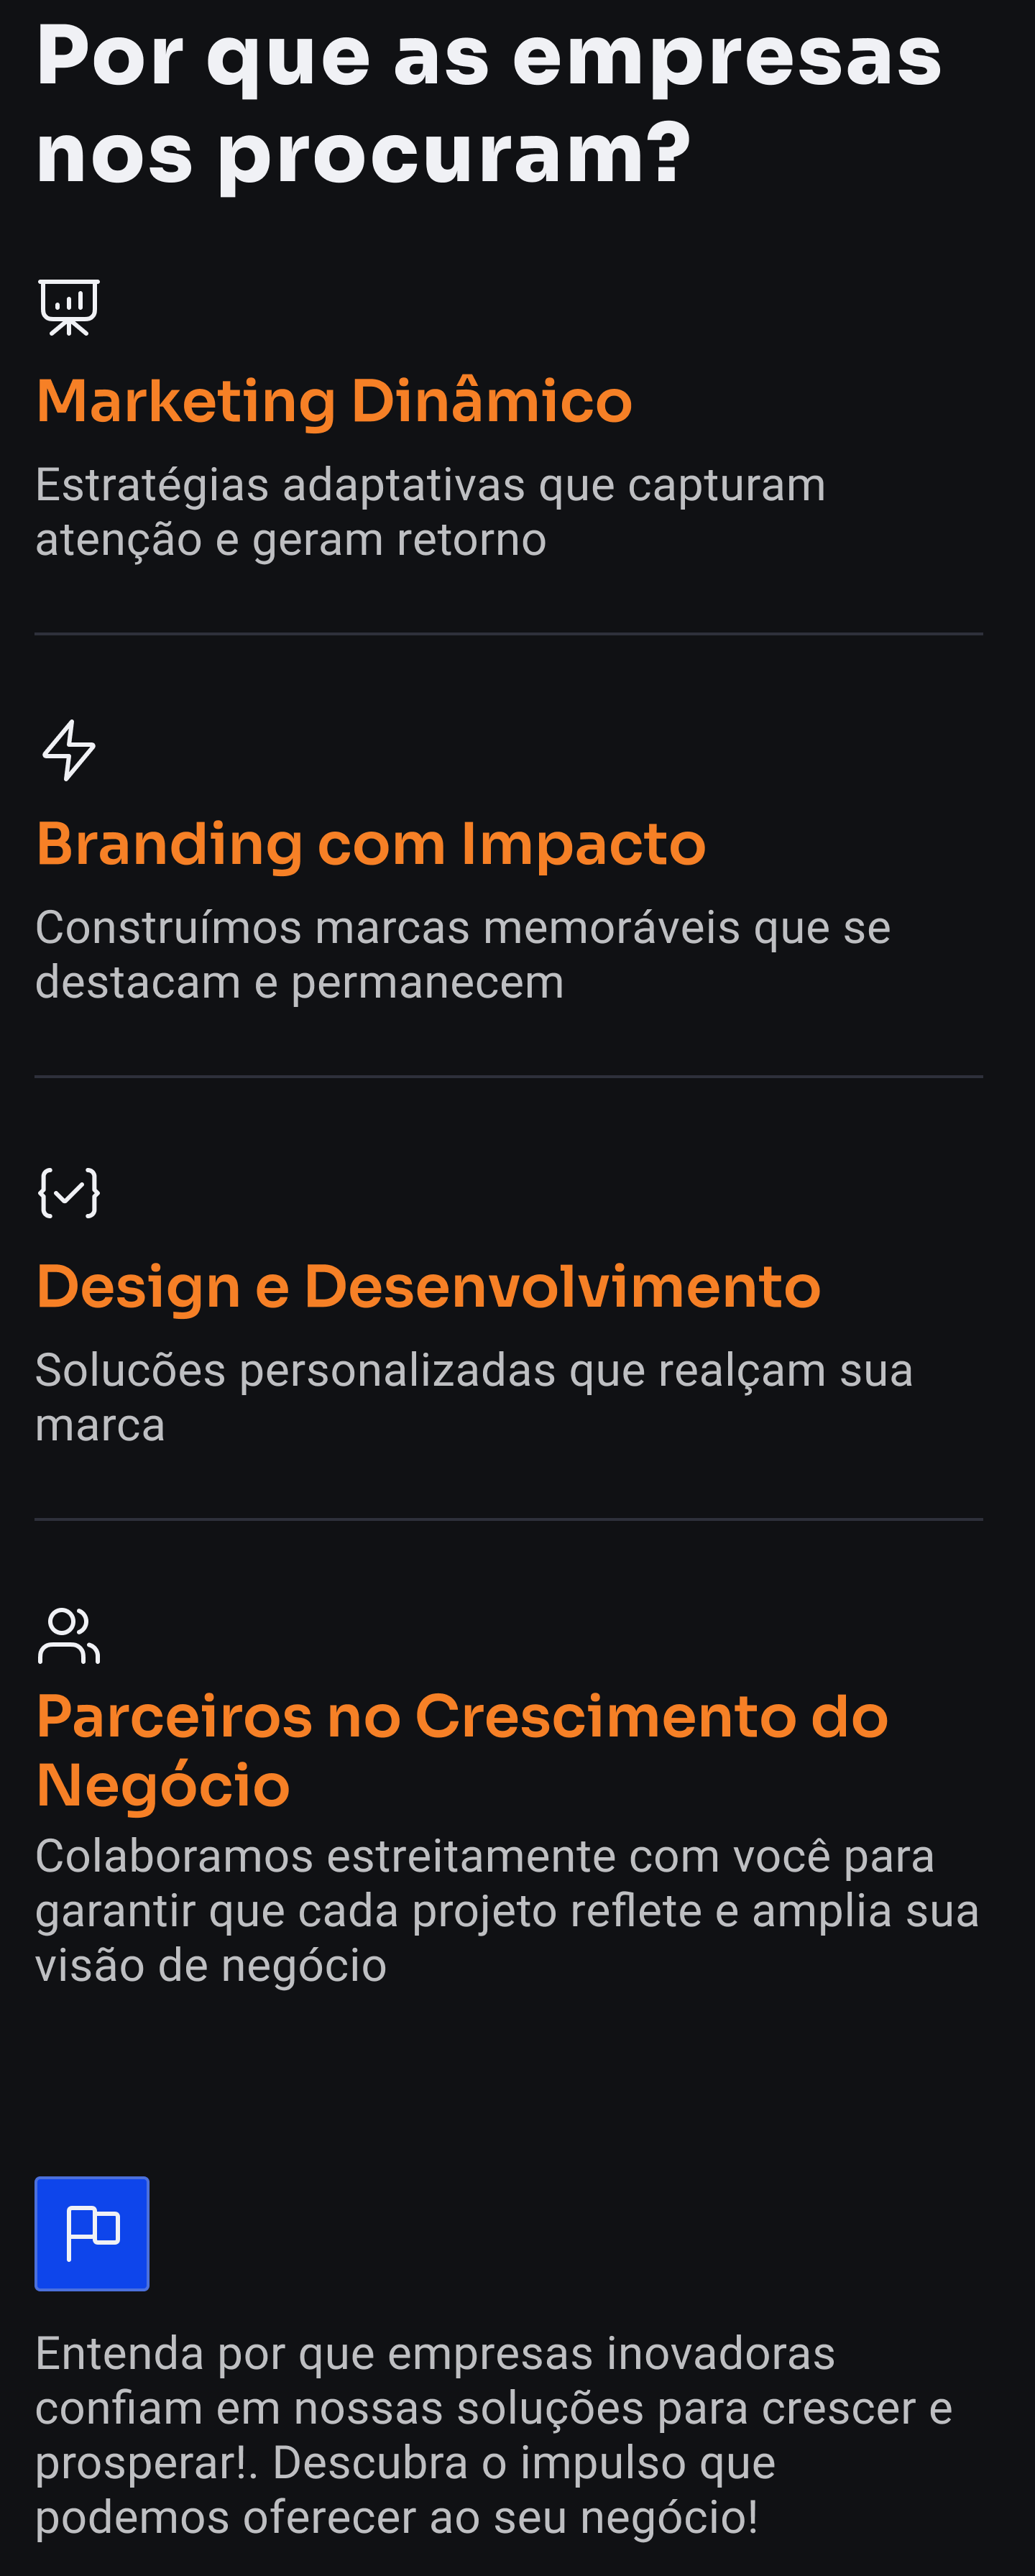 Por que as empresas
nos procuram?
Marketing Dinâmico
Estratégias adaptativas que capturam
atenção e geram retorno
Branding com Impacto
Construímos marcas memoráveis que se
destacam e permanecem
Design e Desenvolvimento
Solucões personalizadas que realçam sua
marca
Parceiros no Crescimento do
Negócio
Colaboramos estreitamente com você para
garantir que cada projeto reflete e amplia sua
visão de negócio
Entenda por que empresas inovadoras
confiam em nossas soluções para crescer e
prosperar!. Descubra o impulso que
podemos oferecer ao seu negócio!